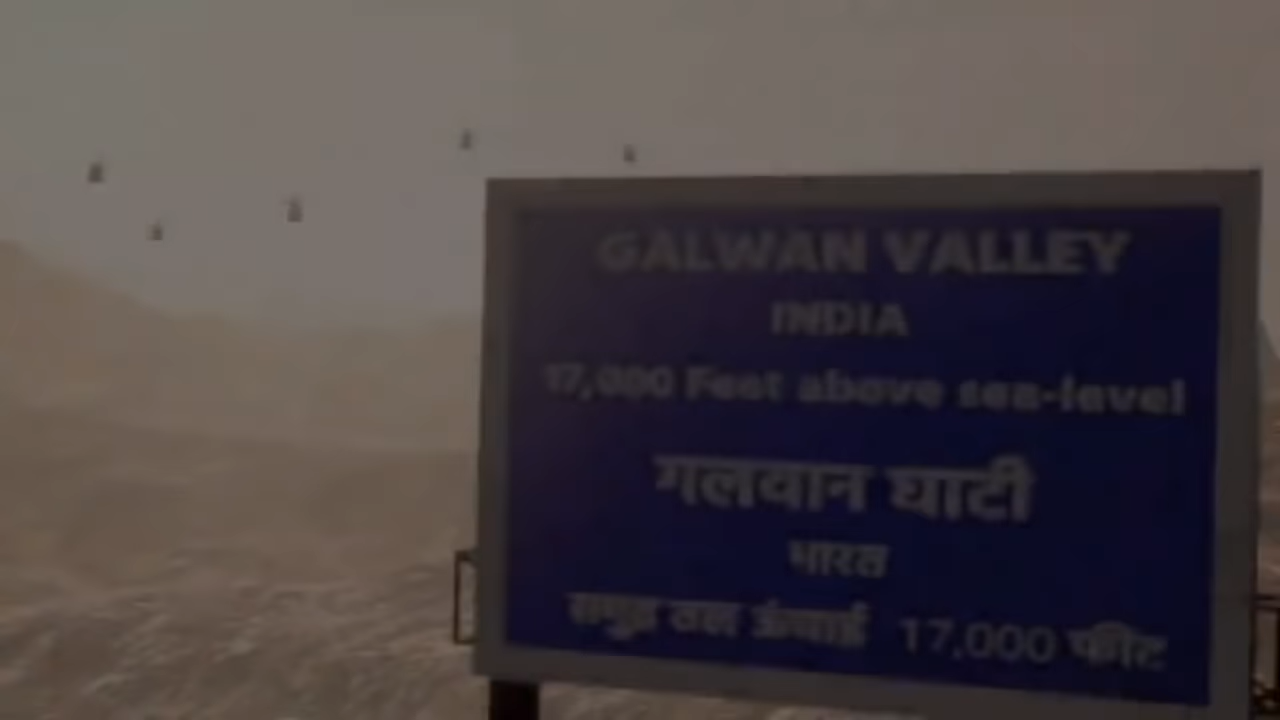 GALWAN VALLEY
INDIA
17,000 Feet above sea-level
गलवान घाटी
भारत
समुद्र तल ऊंचाई 17,000 फीट